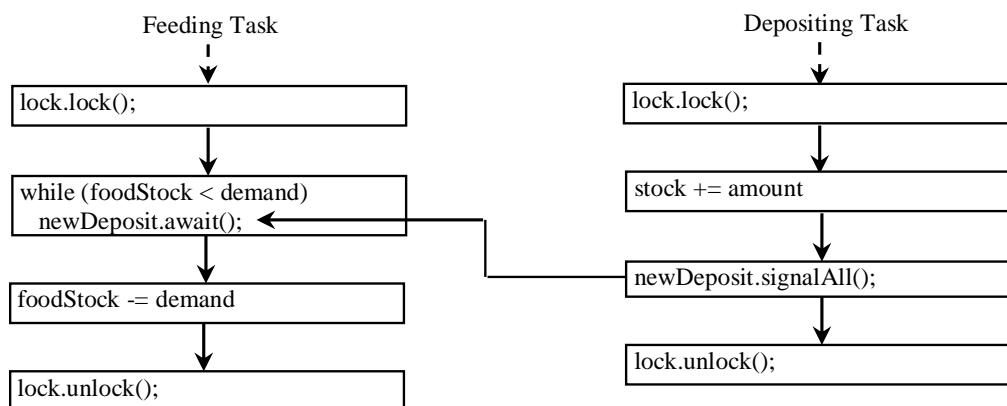 Feeding Task
lock.lock();
while (foodStock < demand)
newDeposit.await();
foodStock -= demand
lock.unlock();
Depositing Task
lock.lock();
stock += amount
newDeposit.signalAll();
lock.unlock();